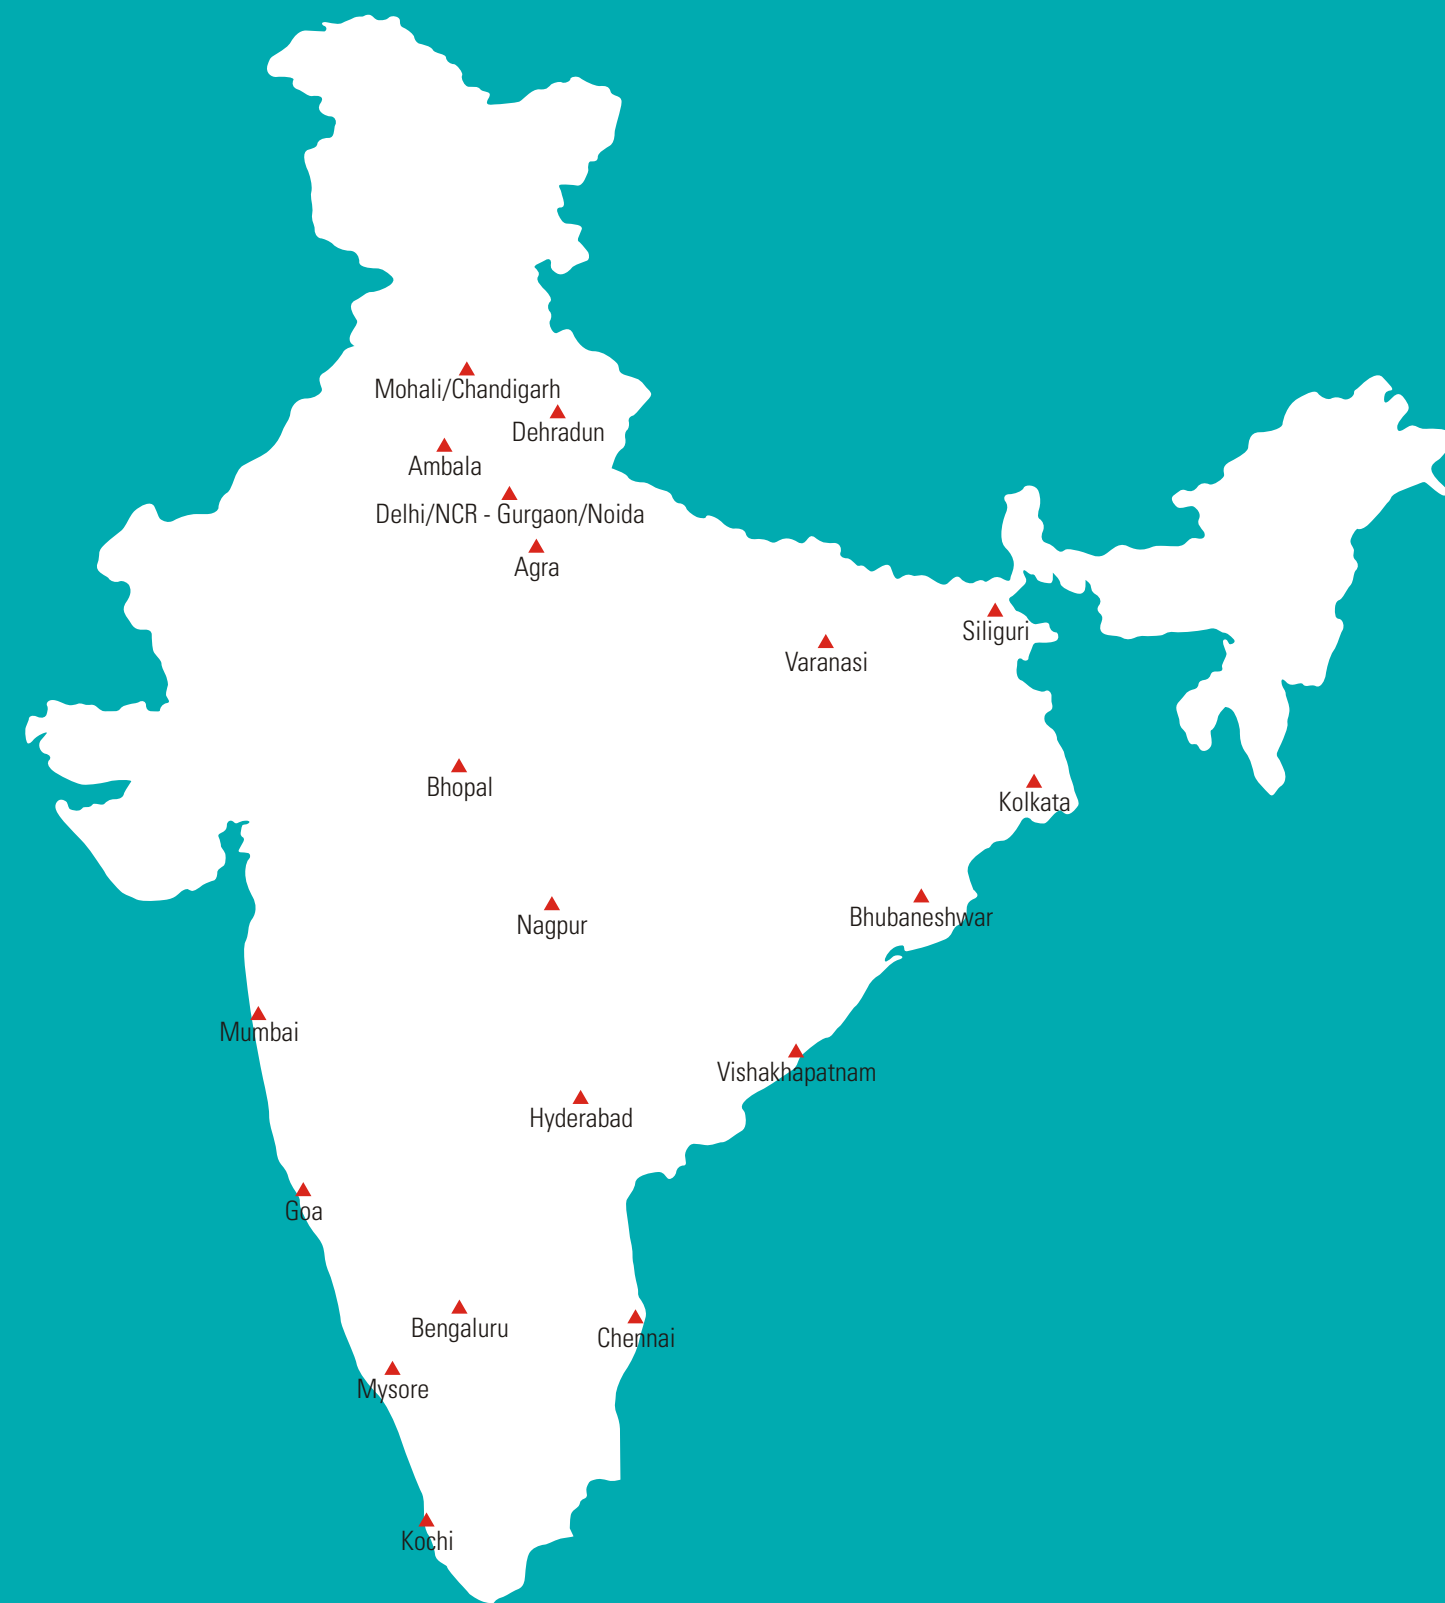 Mohali/Chandigarh
Dehradun
Ambala
Delhi/NCR - Gurgaon/Noida
Agra
Siliguri
Varanasi
Bhopal
Kolkata
Nagpur
Bhubaneshwar
Mumbai
Vishakhapatnam
Hyderabad
Goa
Bengaluru
Chennai
Mysore
Kochi